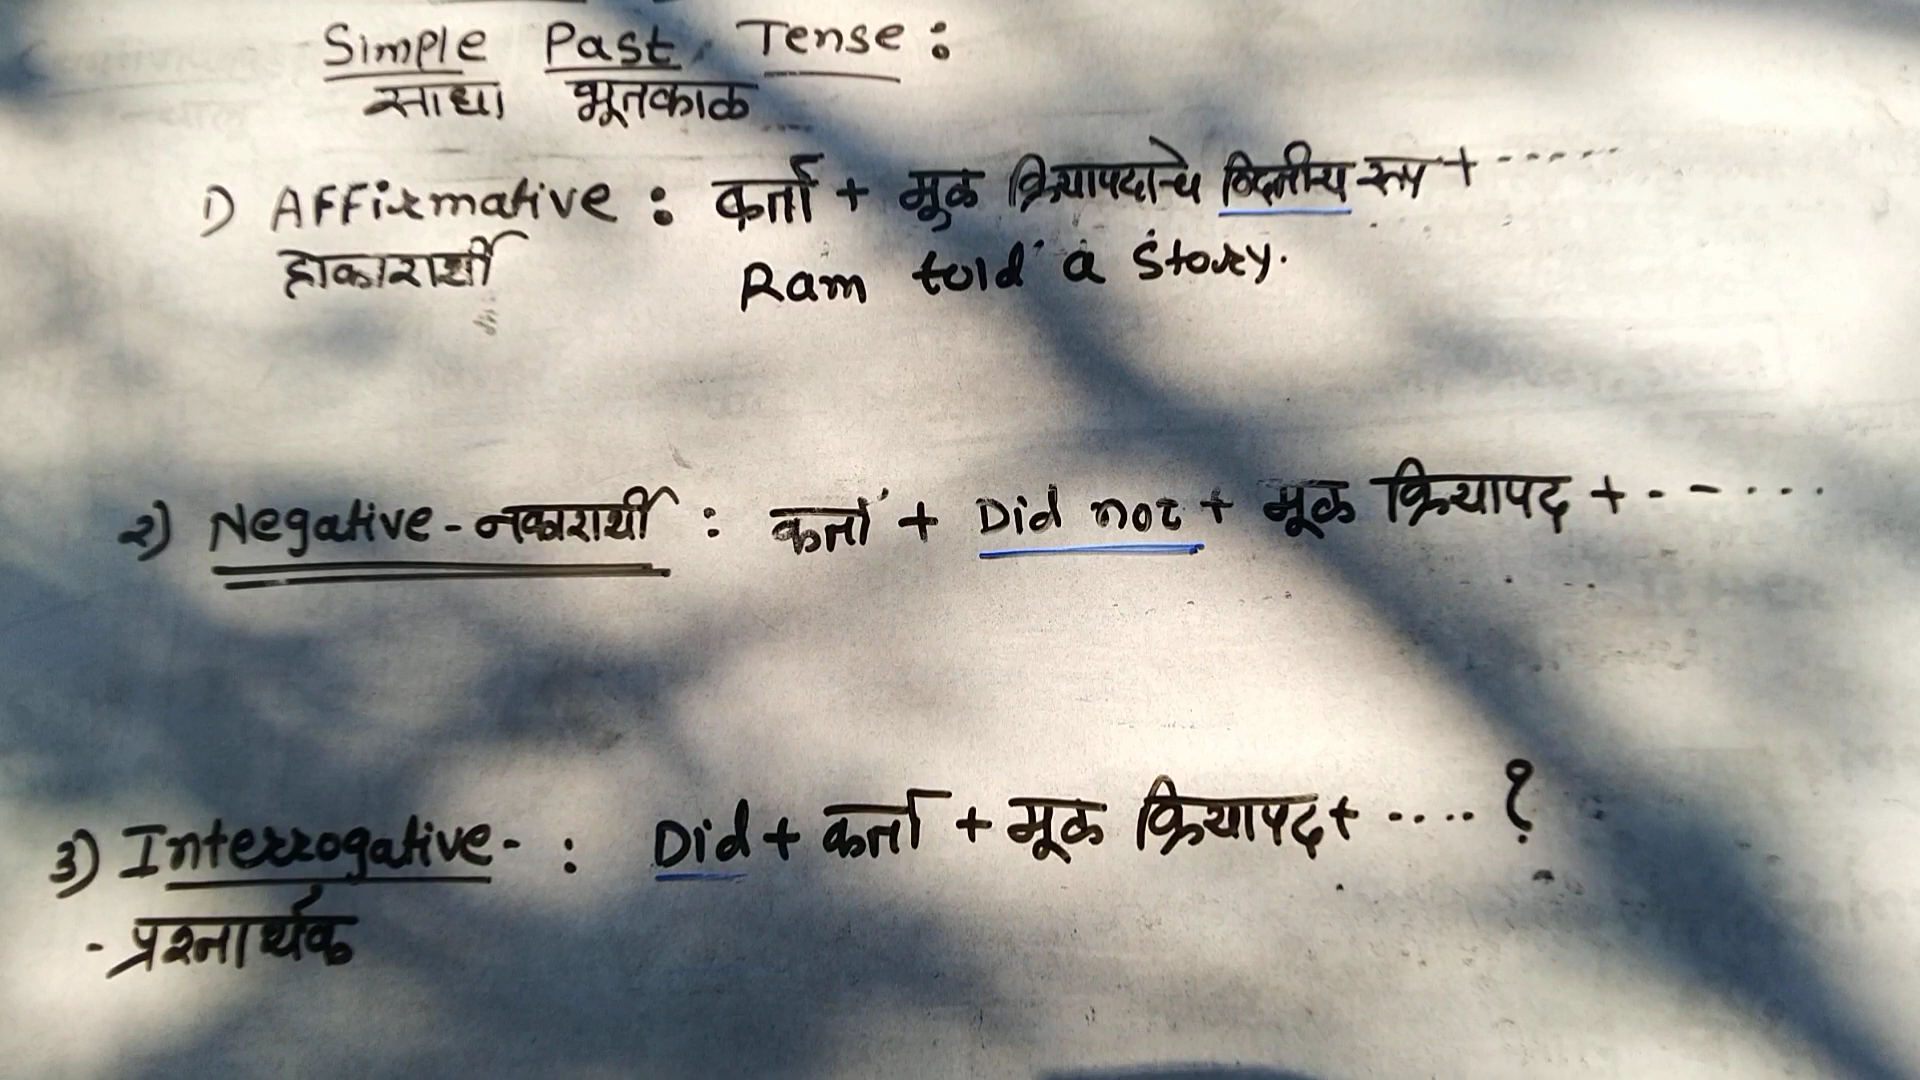 Simple Past Tense :
साधा भूतकाळ
1) Affirmative : कर्ता + मूळ क्रियापदाचे व्दितीय रूप + ......
होकारार्थी
Ram told a story.
२) Negative - नकारार्थी : कर्ता + Did not + मूळ क्रियापद + ......
3) Interrogative - : Did + कर्ता + मूळ क्रियापद + ..... ?
- प्रश्नार्थक